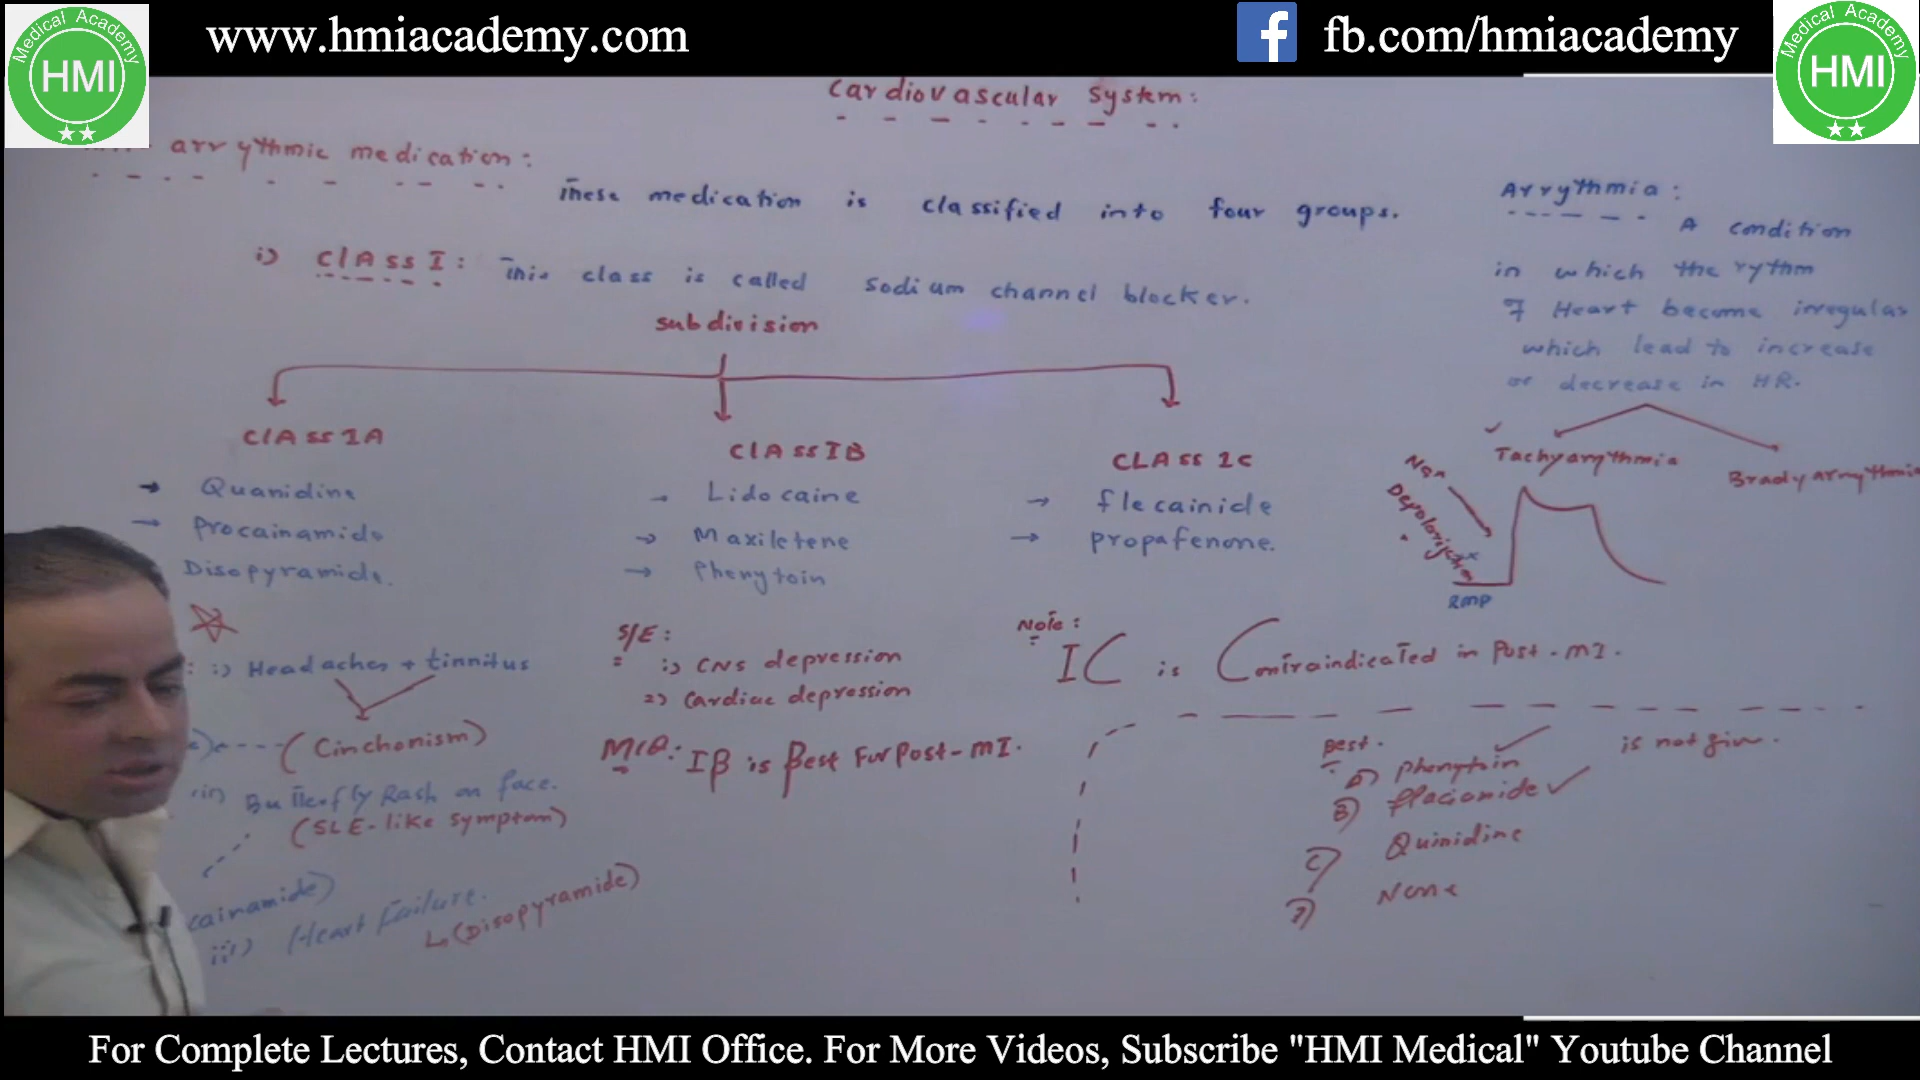 www.hmiacademy.com
fb.com/hmiacademy
Medical Academy
HMI
Medical Academy
HMI
Cardiovascular System:
arrythmic medication:
These medication is classified into four groups.
i) Class I: This class is called sodium channel blocker.
subdivision
Class IA
→ Quanidine
→ Procainamide
Disopyramide.
: i) Headaches + tinnitus
(Cinchonism)
Butterfly Rash on face.
(SLE-like symptom)
cainamide)
iii) Heart failure.
(Disopyramide)
Class IB
→ Lidocaine
→ Maxiletene
→ Phenytoin
S/E:
i) CNS depression
2) Cardiac depression
MCQ: IB is Best For Post-MI.
CLASS IC
→ flecainide
→ propafenone.
Note:
IC is Contraindicated in Post-MI.
Arrythmia:
A condition
in which the rythm
of Heart become irregular
which lead to increase
or decrease in HR.
Tachyarythmia
Bradyarrythmia
RMP
Best.
is not give.
A) Phenytoin
B) flacianide
C) Quinidine
D) None
For Complete Lectures, Contact HMI Office. For More Videos, Subscribe "HMI Medical" Youtube Channel